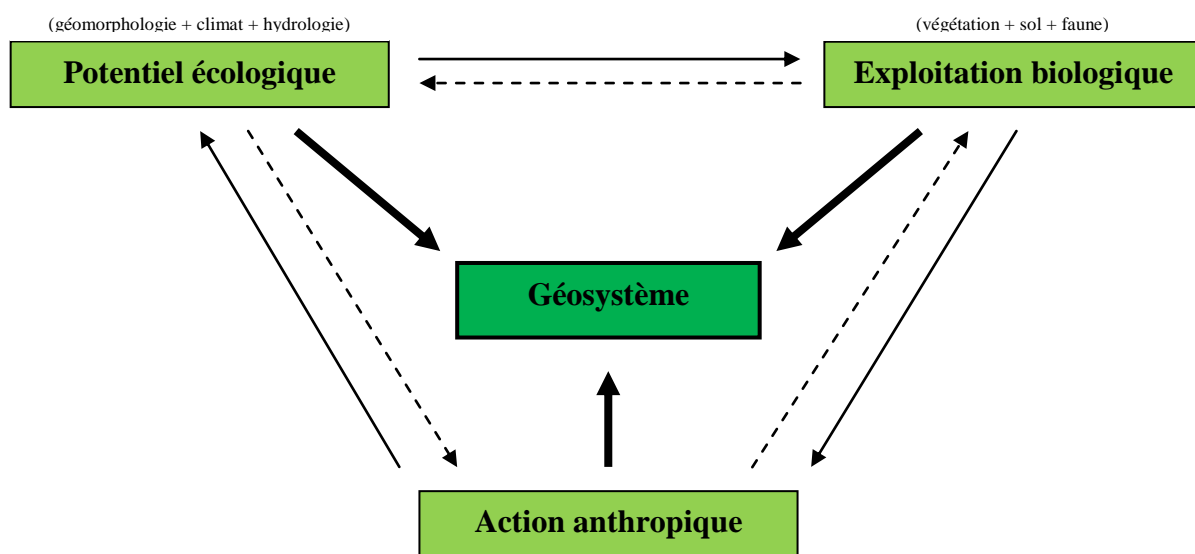 (géomorphologie + climat + hydrologie)
(végétation + sol + faune)
Potentiel écologique
Exploitation biologique
Géosystème
Action anthropique